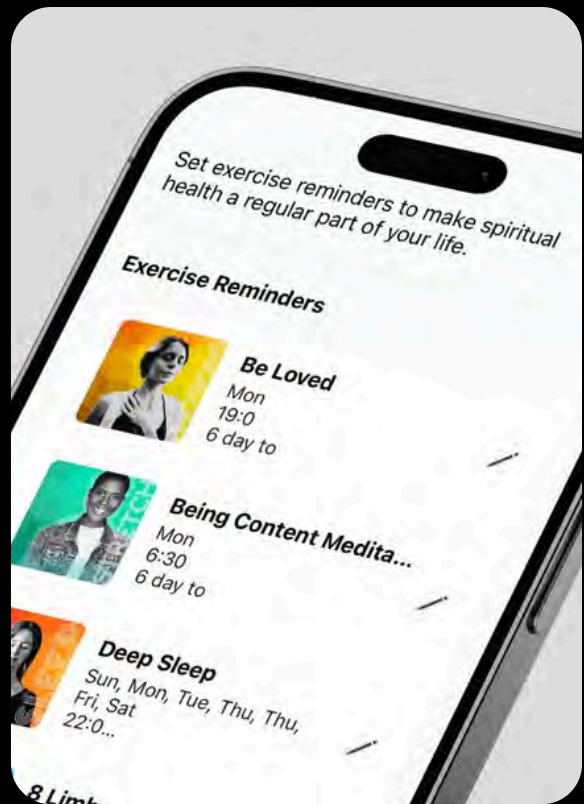 Set exercise reminders to make spiritual
health a regular part of your life.
Exercise Reminders
Be Loved
Mon
19:0
6 day to
Being Content Medita...
Mon
6:30
6 day to
Deep Sleep
Sun, Mon, Tue, Thu, Thu,
Fri, Sat
22:0...